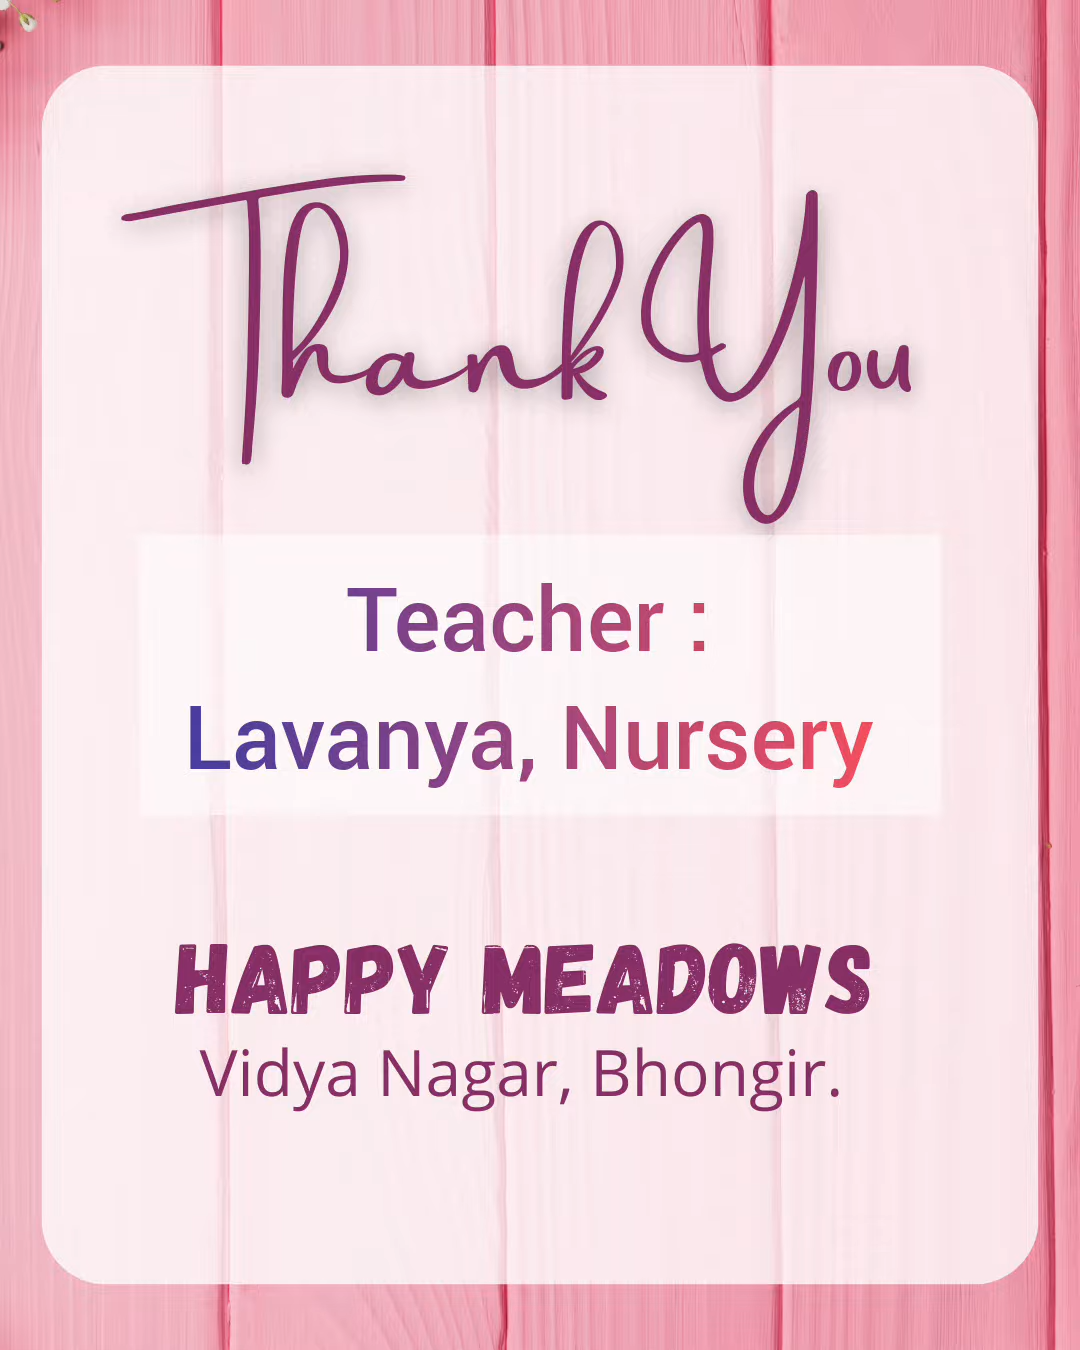 Thank You
Teacher :
Lavanya, Nursery
HAPPY MEADOWS
Vidya Nagar, Bhongir.